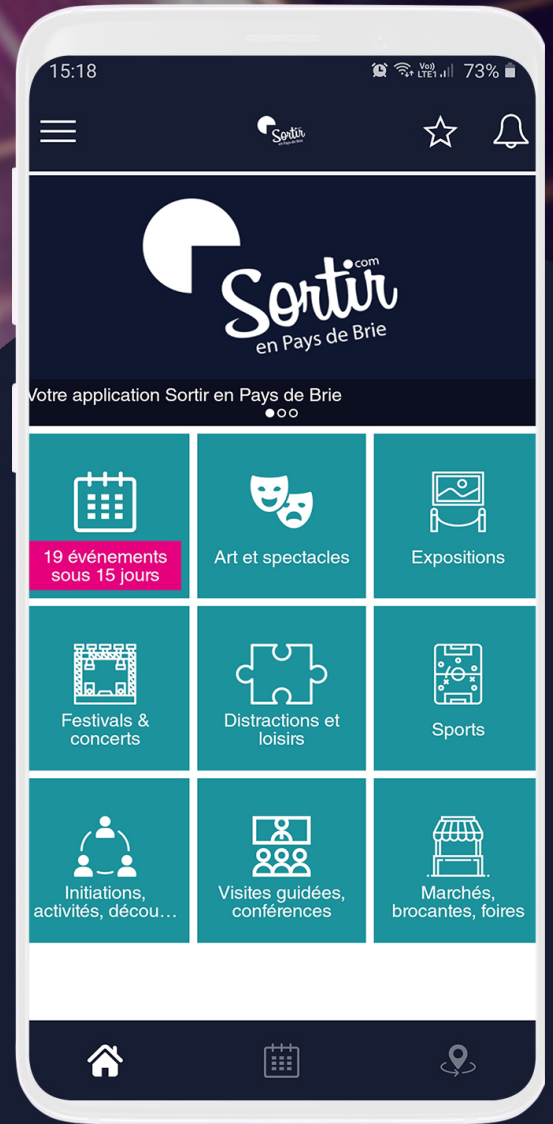 15:18
Vo)) LTE1 73%
Sortir
en Pays de Brie
Sortir.com
en Pays de Brie
Votre application Sortir en Pays de Brie
19 événements
sous 15 jours
Art et spectacles
Expositions
Festivals &
concerts
Distractions et
loisirs
Sports
Initiations,
activités, décou...
Visites guidées,
conférences
Marchés,
brocantes, foires